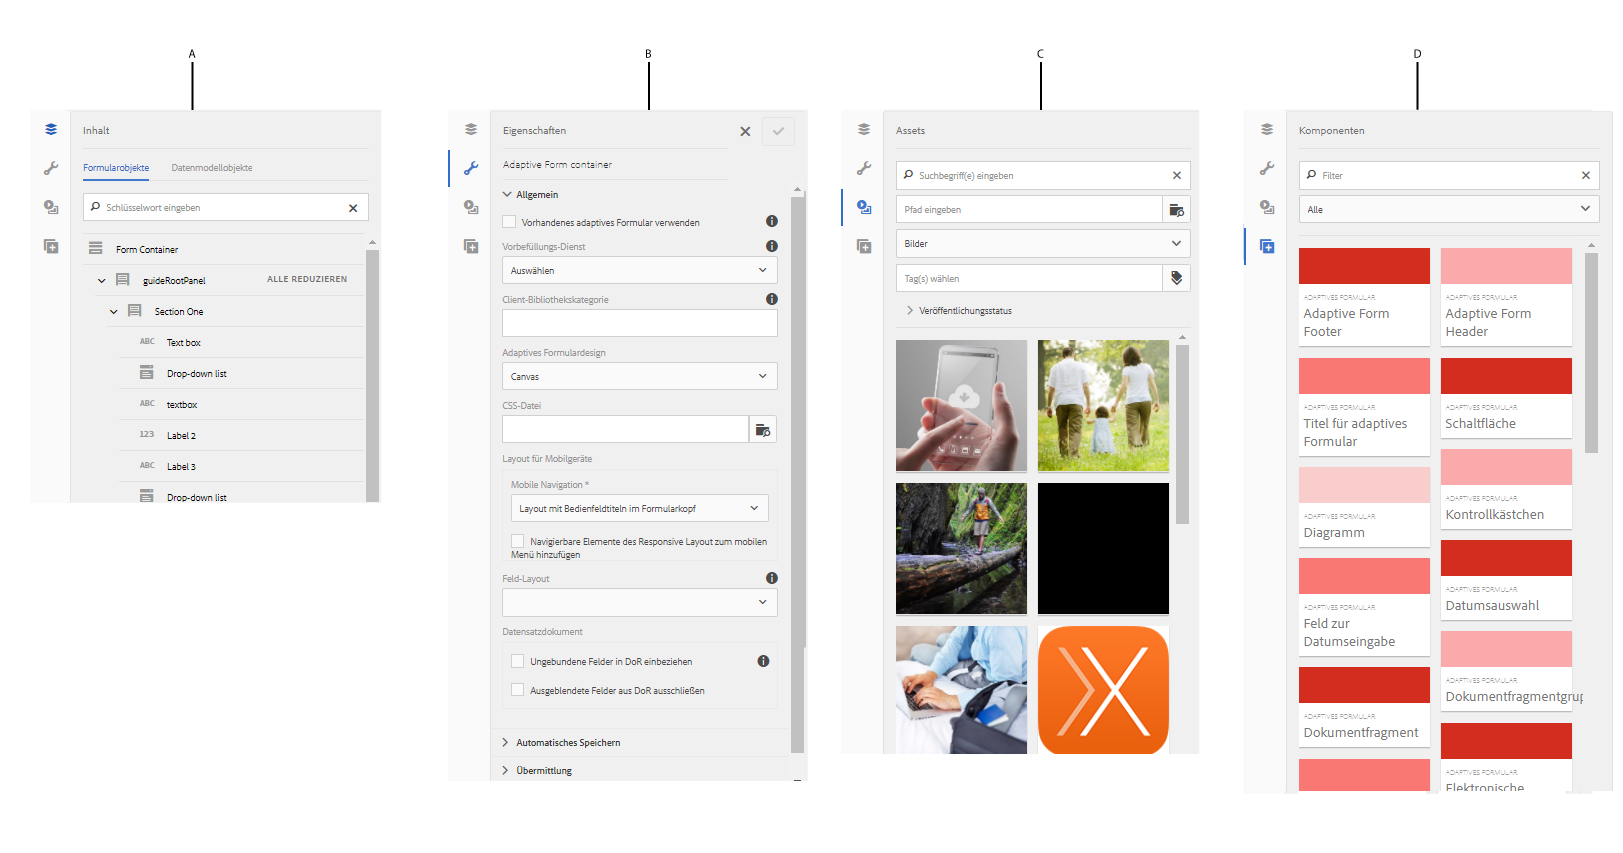 A
B
C
D
Inhalt
Formularobjekte
Datenmodellobjekte
Schlüsselwort eingeben
Form Container
guideRootPanel
ALLE REDUZIEREN
Section One
ABC Text box
Drop-down list
ABC textbox
123 Label 2
ABC Label 3
Drop-down list
Eigenschaften
Adaptive Form container
Allgemein
Vorhandenes adaptives Formular verwenden
Vorbefüllungs-Dienst
Auswählen
Client-Bibliothekskategorie
Adaptives Formulardesign
Canvas
CSS-Datei
Layout für Mobilgeräte
Mobile Navigation *
Layout mit Bedienfeldtiteln im Formularkopf
Navigierbare Elemente des Responsive Layout zum mobilen
Menü hinzufügen
Feld-Layout
Datensatzdokument
Ungebundene Felder in DoR einbeziehen
Ausgeblendete Felder aus DoR ausschließen
Automatisches Speichern
Übermittlung
Assets
Suchbegriff(e) eingeben
Pfad eingeben
Bilder
Tag(s) wählen
Veröffentlichungsstatus
Komponenten
Filter
Alle
ADAPTIVES FORMULAR
Adaptive Form
Footer
ADAPTIVES FORMULAR
Adaptive Form
Header
ADAPTIVES FORMULAR
Titel für adaptives
Formular
ADAPTIVES FORMULAR
Schaltfläche
ADAPTIVES FORMULAR
Diagramm
ADAPTIVES FORMULAR
Kontrollkästchen
ADAPTIVES FORMULAR
Feld zur
Datumseingabe
ADAPTIVES FORMULAR
Datumsauswahl
ADAPTIVES FORMULAR
Dokumentfragment
ADAPTIVES FORMULAR
Dokumentfragmentgrup
ADAPTIVES FORMULAR
Elektronische